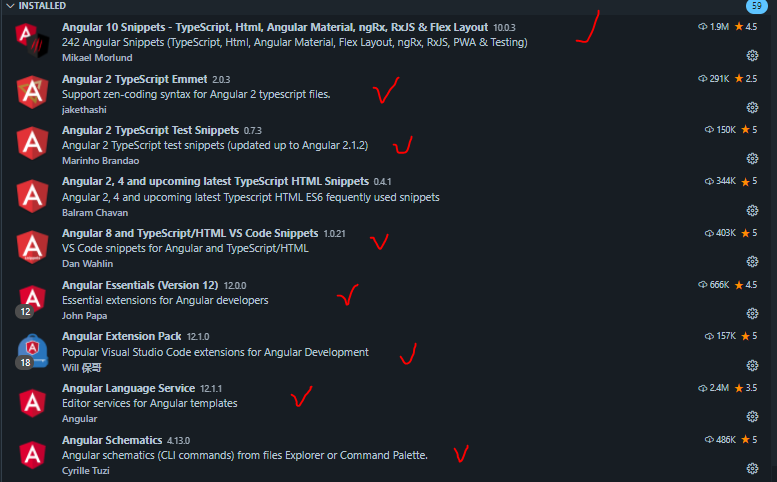 INSTALLED 59
Angular 10 Snippets - TypeScript, Html, Angular Material, ngRx, RxJS & Flex Layout 10.0.3 1.9M 4.5
242 Angular Snippets (TypeScript, Html, Angular Material, Flex Layout, ngRx, RxJS, PWA & Testing)
Mikael Morlund
Angular 2 TypeScript Emmet 2.0.3 291K 2.5
Support zen-coding syntax for Angular 2 typescript files.
jakethashi
Angular 2 TypeScript Test Snippets 0.7.3 150K 5
Angular 2 TypeScript test snippets (updated up to Angular 2.1.2)
Marinho Brandao
Angular 2, 4 and upcoming latest TypeScript HTML Snippets 0.4.1 344K 5
Angular 2, 4 and upcoming latest Typescript HTML ES6 fequently used snippets
Balram Chavan
Angular 8 and TypeScript/HTML VS Code Snippets 1.0.21 403K 5
VS Code snippets for Angular and TypeScript/HTML
Dan Wahlin
Angular Essentials (Version 12) 12.0.0 666K 4.5
Essential extensions for Angular developers
12 John Papa
Angular Extension Pack 12.1.0 157K 5
Popular Visual Studio Code extensions for Angular Development
18 Will 保哥
Angular Language Service 12.1.1 2.4M 3.5
Editor services for Angular templates
Angular
Angular Schematics 4.13.0 486K 5
Angular schematics (CLI commands) from files Explorer or Command Palette.
Cyrille Tuzi